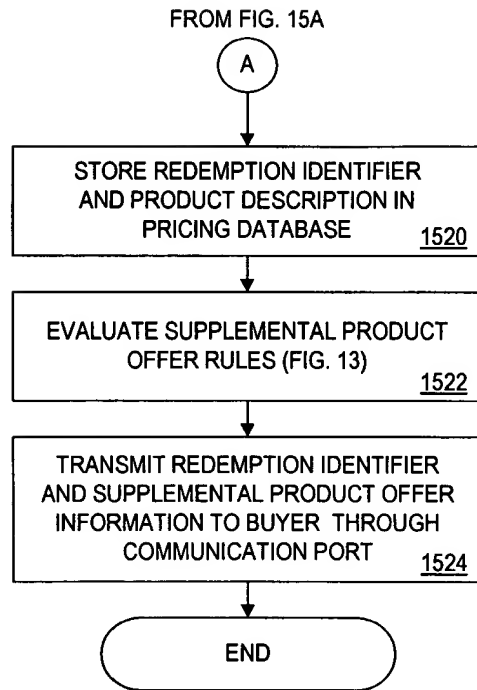 FROM FIG. 15A
A
STORE REDEMPTION IDENTIFIER
AND PRODUCT DESCRIPTION IN
PRICING DATABASE
1520
EVALUATE SUPPLEMENTAL PRODUCT
OFFER RULES (FIG. 13)
1522
TRANSMIT REDEMPTION IDENTIFIER
AND SUPPLEMENTAL PRODUCT OFFER
INFORMATION TO BUYER THROUGH
COMMUNICATION PORT
1524
END